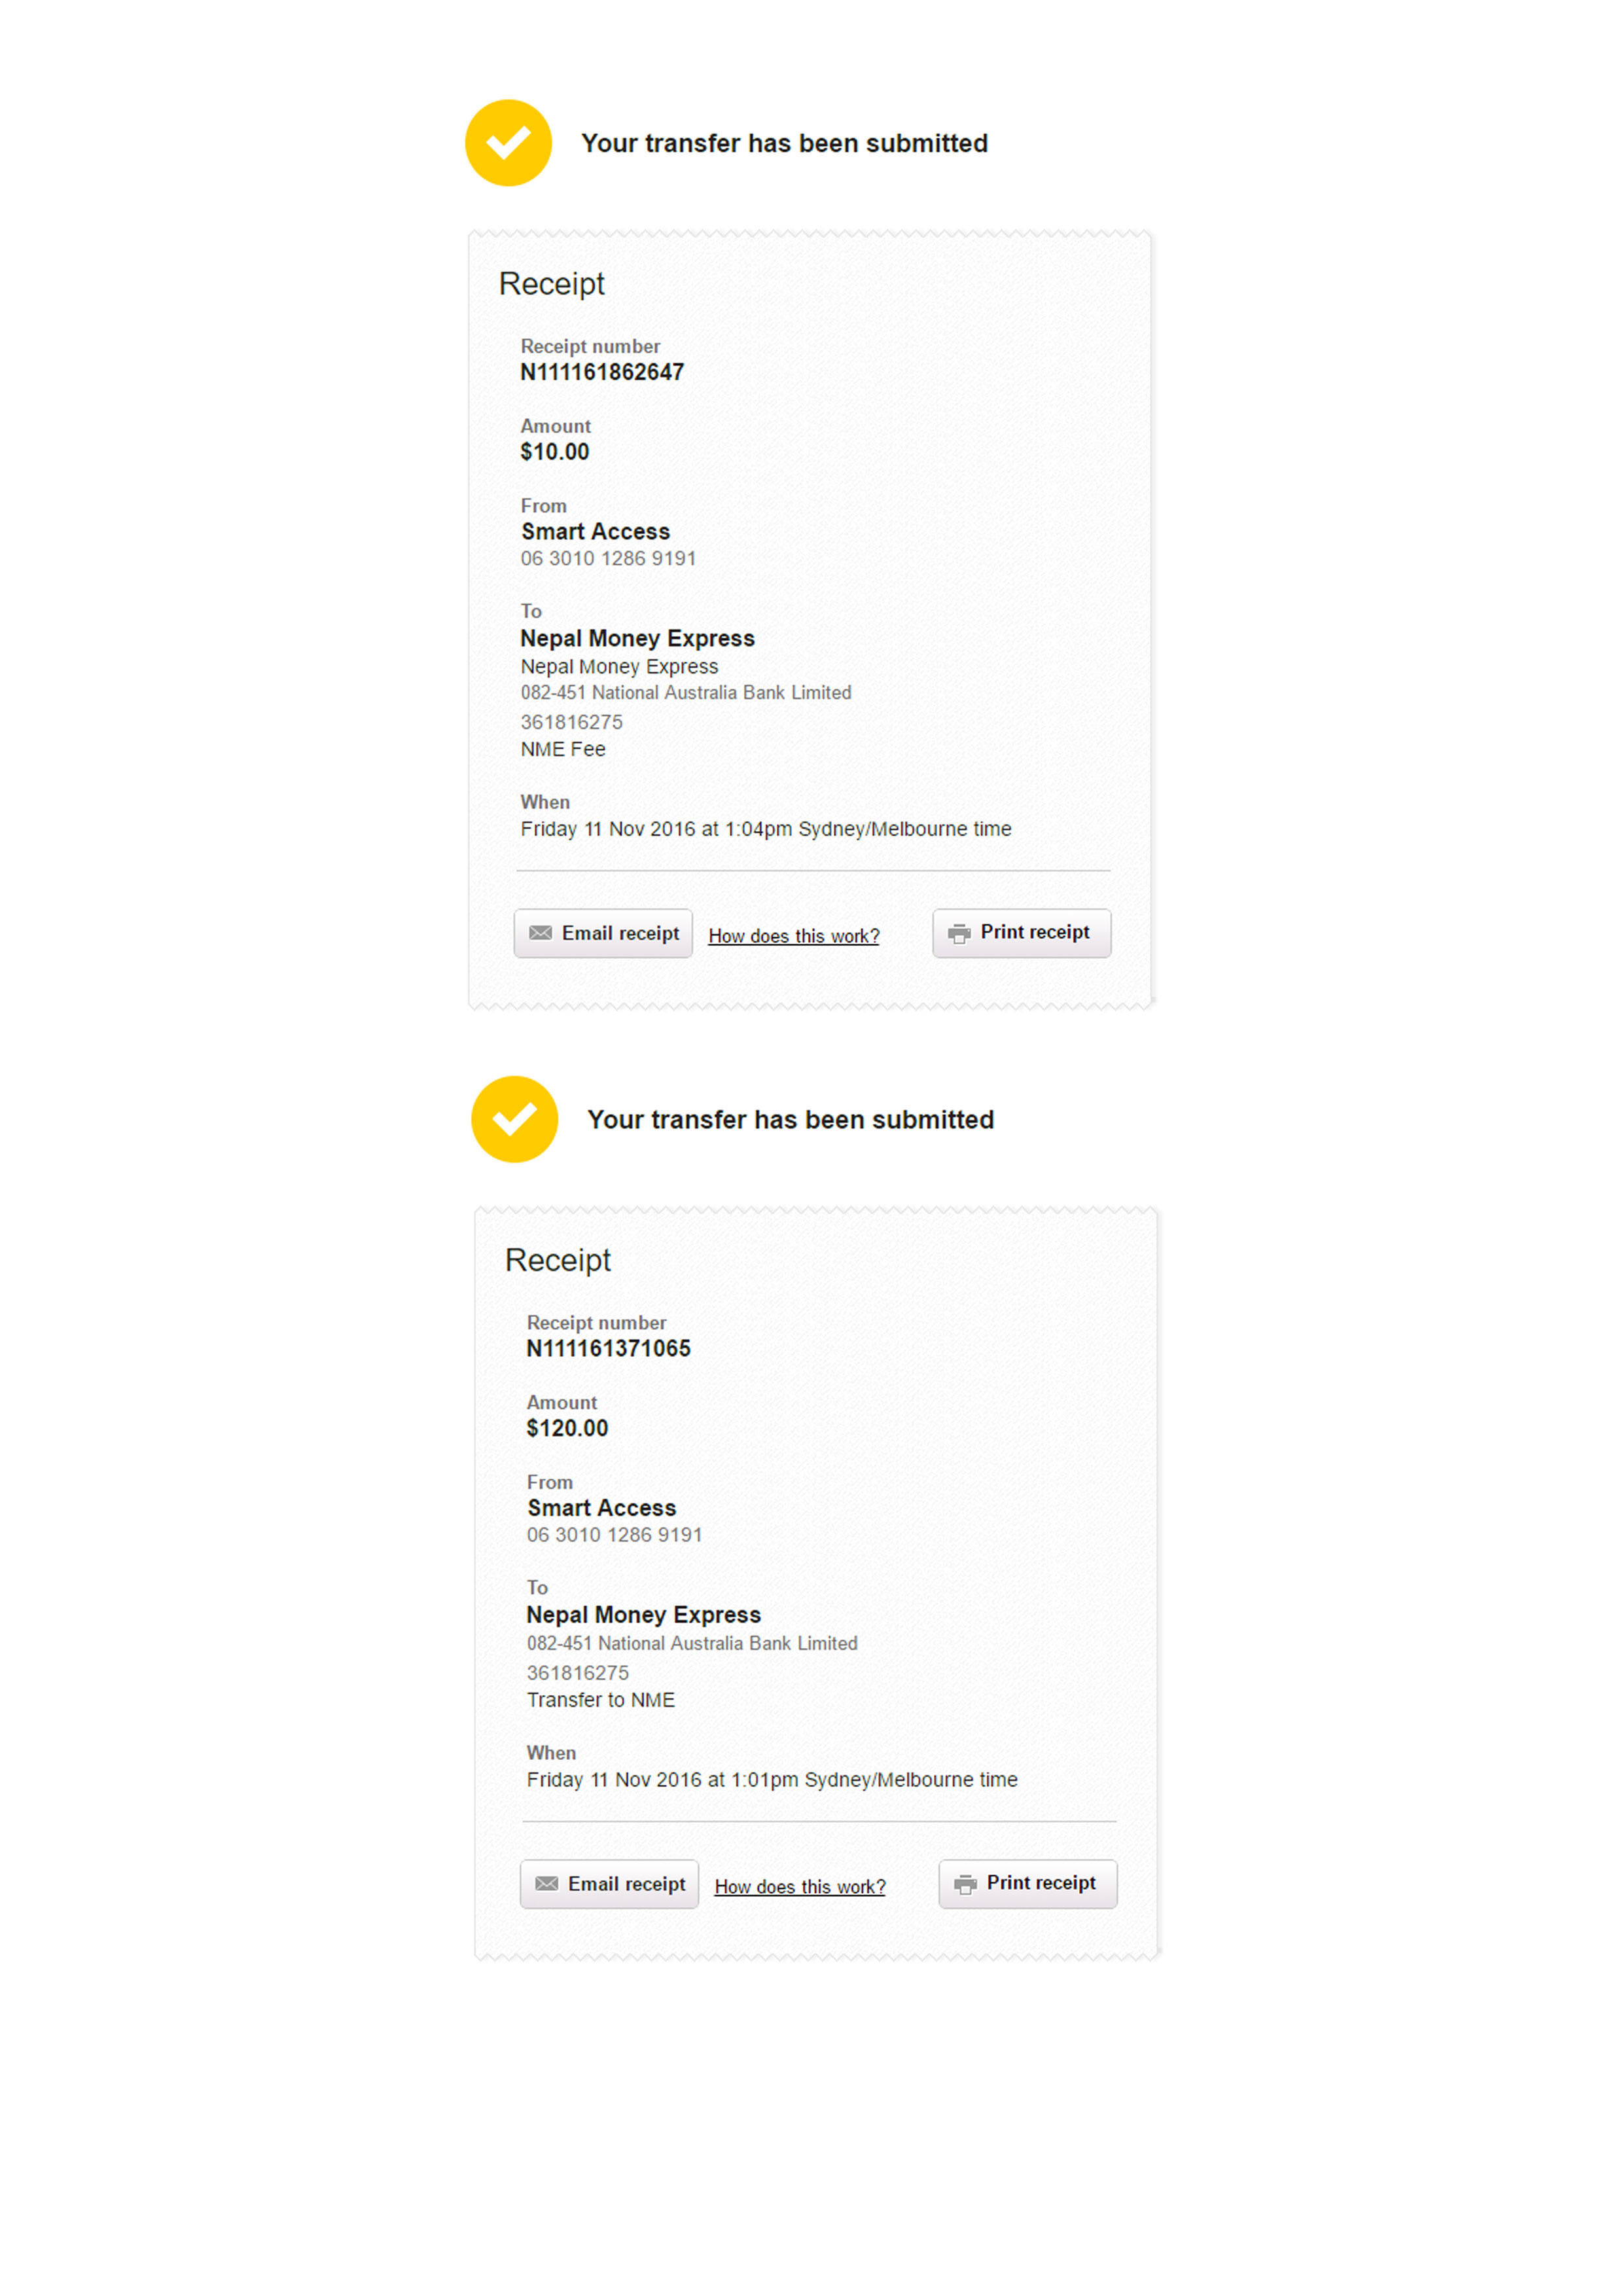 Your transfer has been submitted
Receipt
Receipt number
N111161862647
Amount
$10.00
From
Smart Access
06 3010 1286 9191
To
Nepal Money Express
Nepal Money Express
082-451 National Australia Bank Limited
361816275
NME Fee
When
Friday 11 Nov 2016 at 1:04pm Sydney/Melbourne time
Email receipt How does this work? Print receipt
Your transfer has been submitted
Receipt
Receipt number
N111161371065
Amount
$120.00
From
Smart Access
06 3010 1286 9191
To
Nepal Money Express
082-451 National Australia Bank Limited
361816275
Transfer to NME
When
Friday 11 Nov 2016 at 1:01pm Sydney/Melbourne time
Email receipt How does this work? Print receipt